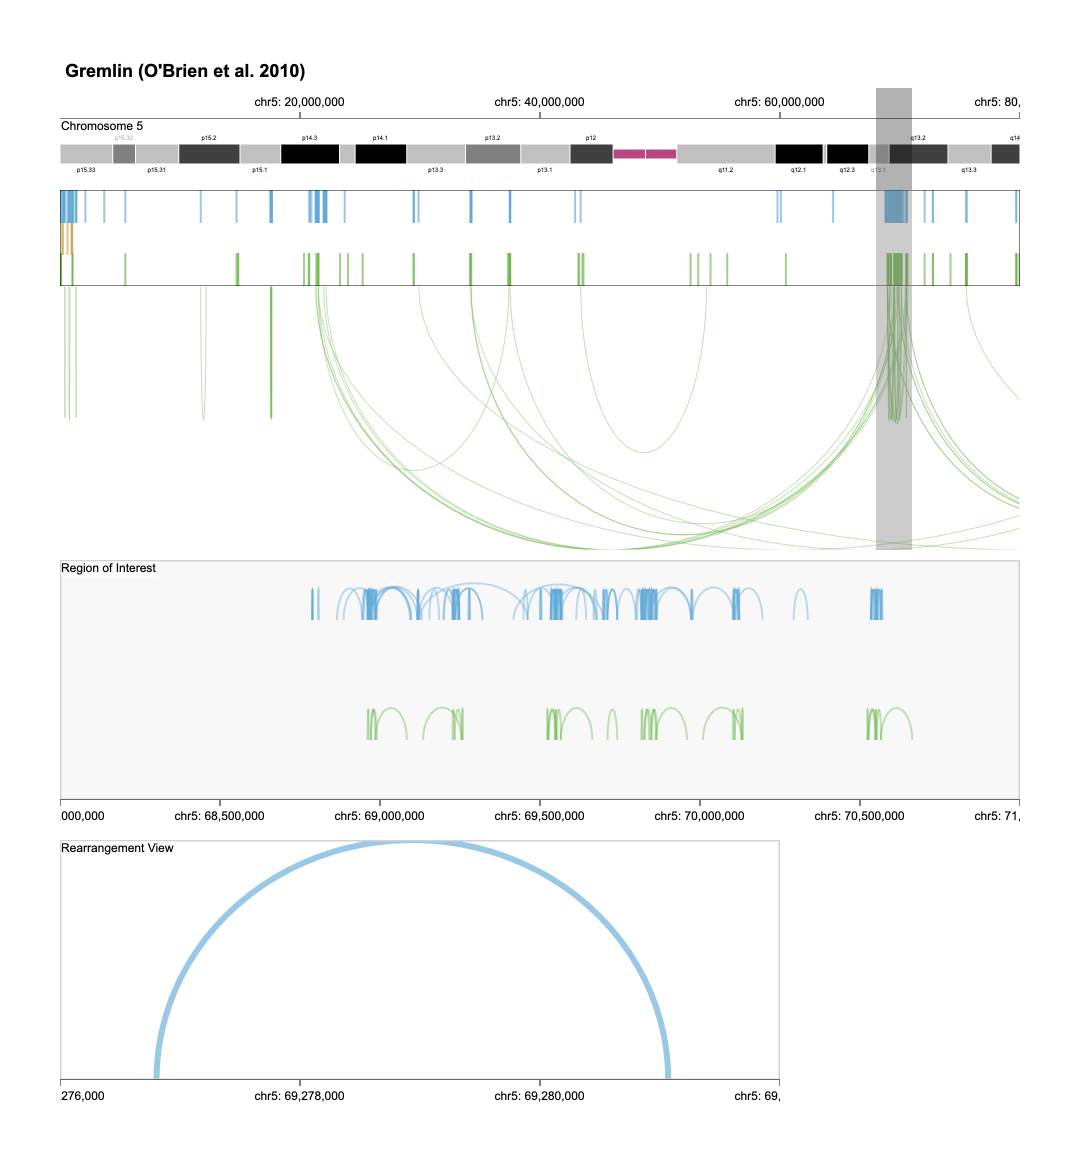 Gremlin (O'Brien et al. 2010)
chr5: 20,000,000 chr5: 40,000,000 chr5: 60,000,000 chr5: 80,
Chromosome 5
p15.32 p15.2 p14.3 p14.1 p13.2 p12 q13.2 q14
p15.33 p15.31 p15.1 p13.3 p13.1 q11.2 q12.1 q12.3 q13.1 q13.3
Region of Interest
000,000 chr5: 68,500,000 chr5: 69,000,000 chr5: 69,500,000 chr5: 70,000,000 chr5: 70,500,000 chr5: 71,
Rearrangement View
276,000 chr5: 69,278,000 chr5: 69,280,000 chr5: 69,